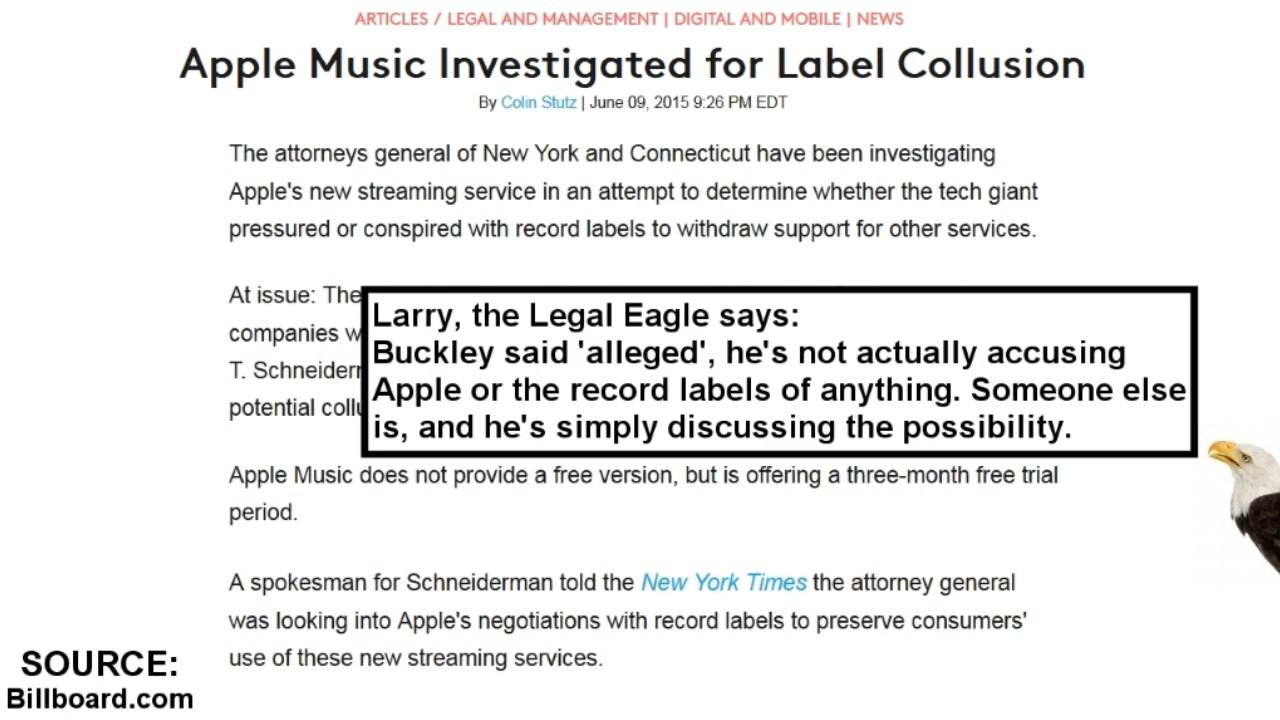 ARTICLES / LEGAL AND MANAGEMENT | DIGITAL AND MOBILE | NEWS
Apple Music Investigated for Label Collusion
By Colin Stutz | June 09, 2015 9:26 PM EDT
The attorneys general of New York and Connecticut have been investigating
Apple's new streaming service in an attempt to determine whether the tech giant
pressured or conspired with record labels to withdraw support for other services.
At issue: The
companies
T.
potential
Larry, the Legal Eagle says:
Buckley said 'alleged', he's not actually accusing
Apple or the record labels of anything. Someone else
is, and he's simply discussing the possibility.
Apple Music does not provide a free version, but is offering a three-month free trial
period.
A spokesman for Schneiderman told the New York Times the attorney general
was looking into Apple's negotiations with record labels to preserve consumers'
use of these new streaming services.
SOURCE:
Billboard.com